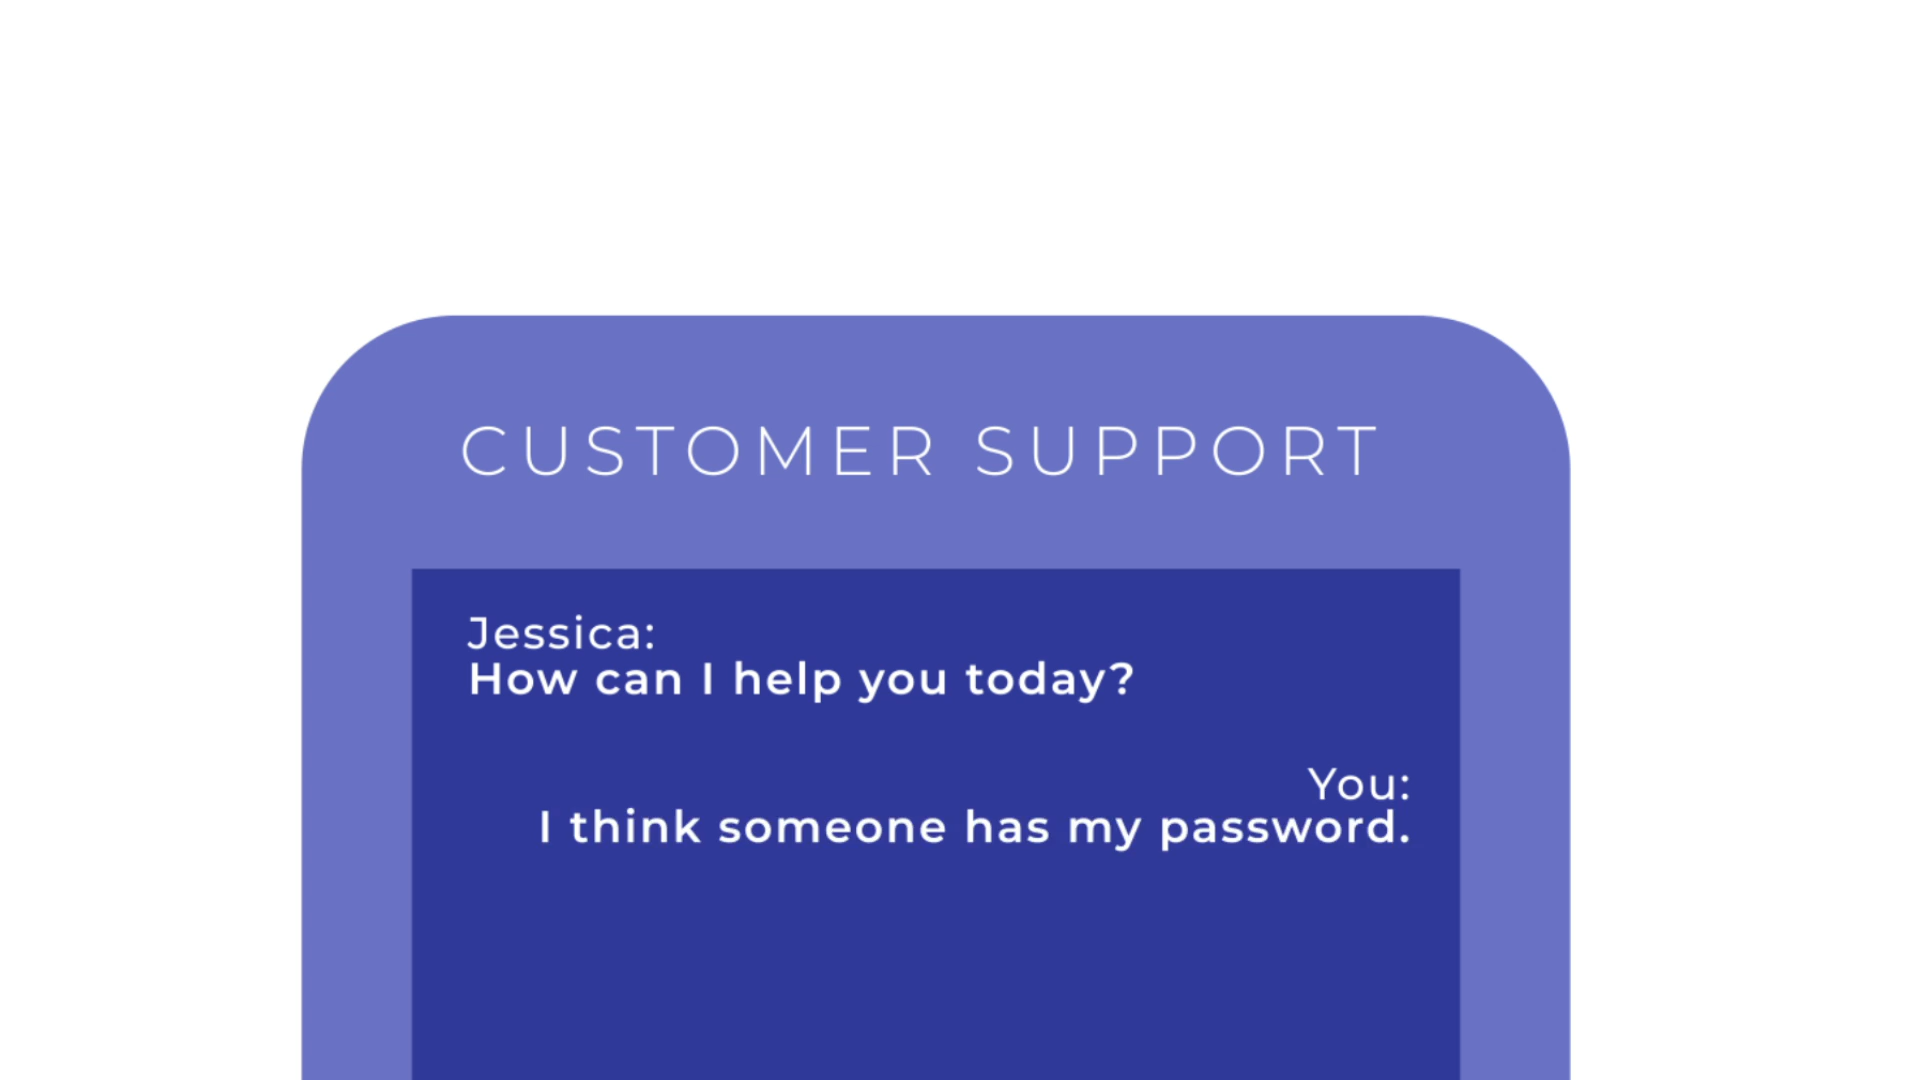 CUSTOMER SUPPORT
Jessica:
How can I help you today?
You:
I think someone has my password.